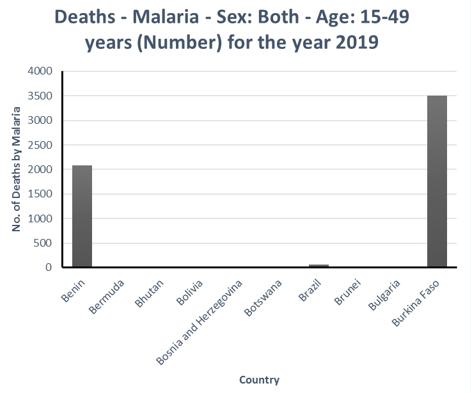 Deaths - Malaria - Sex: Both - Age: 15-49
years (Number) for the year 2019
4000
3500
3000
2500
2000
1500
1000
500
0
No. of Deaths by Malaria
Benin
Bermuda
Bhutan
Bolivia
Bosnia and Herzegovina
Botswana
Brazil
Brunei
Bulgaria
Burkina Faso
Country